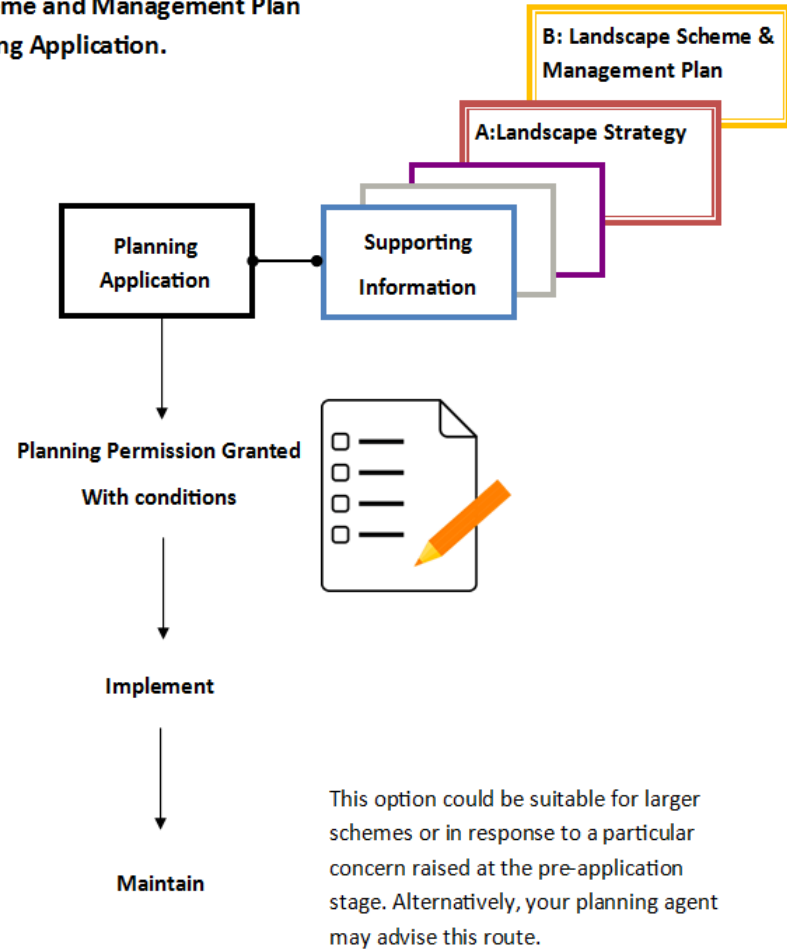 me and Management Plan
ng Application.
B: Landscape Scheme &
Management Plan
A:Landscape Strategy
Planning
Application
Supporting
Information
Planning Permission Granted
With conditions
Implement
Maintain
This option could be suitable for larger
schemes or in response to a particular
concern raised at the pre-application
stage. Alternatively, your planning agent
may advise this route.